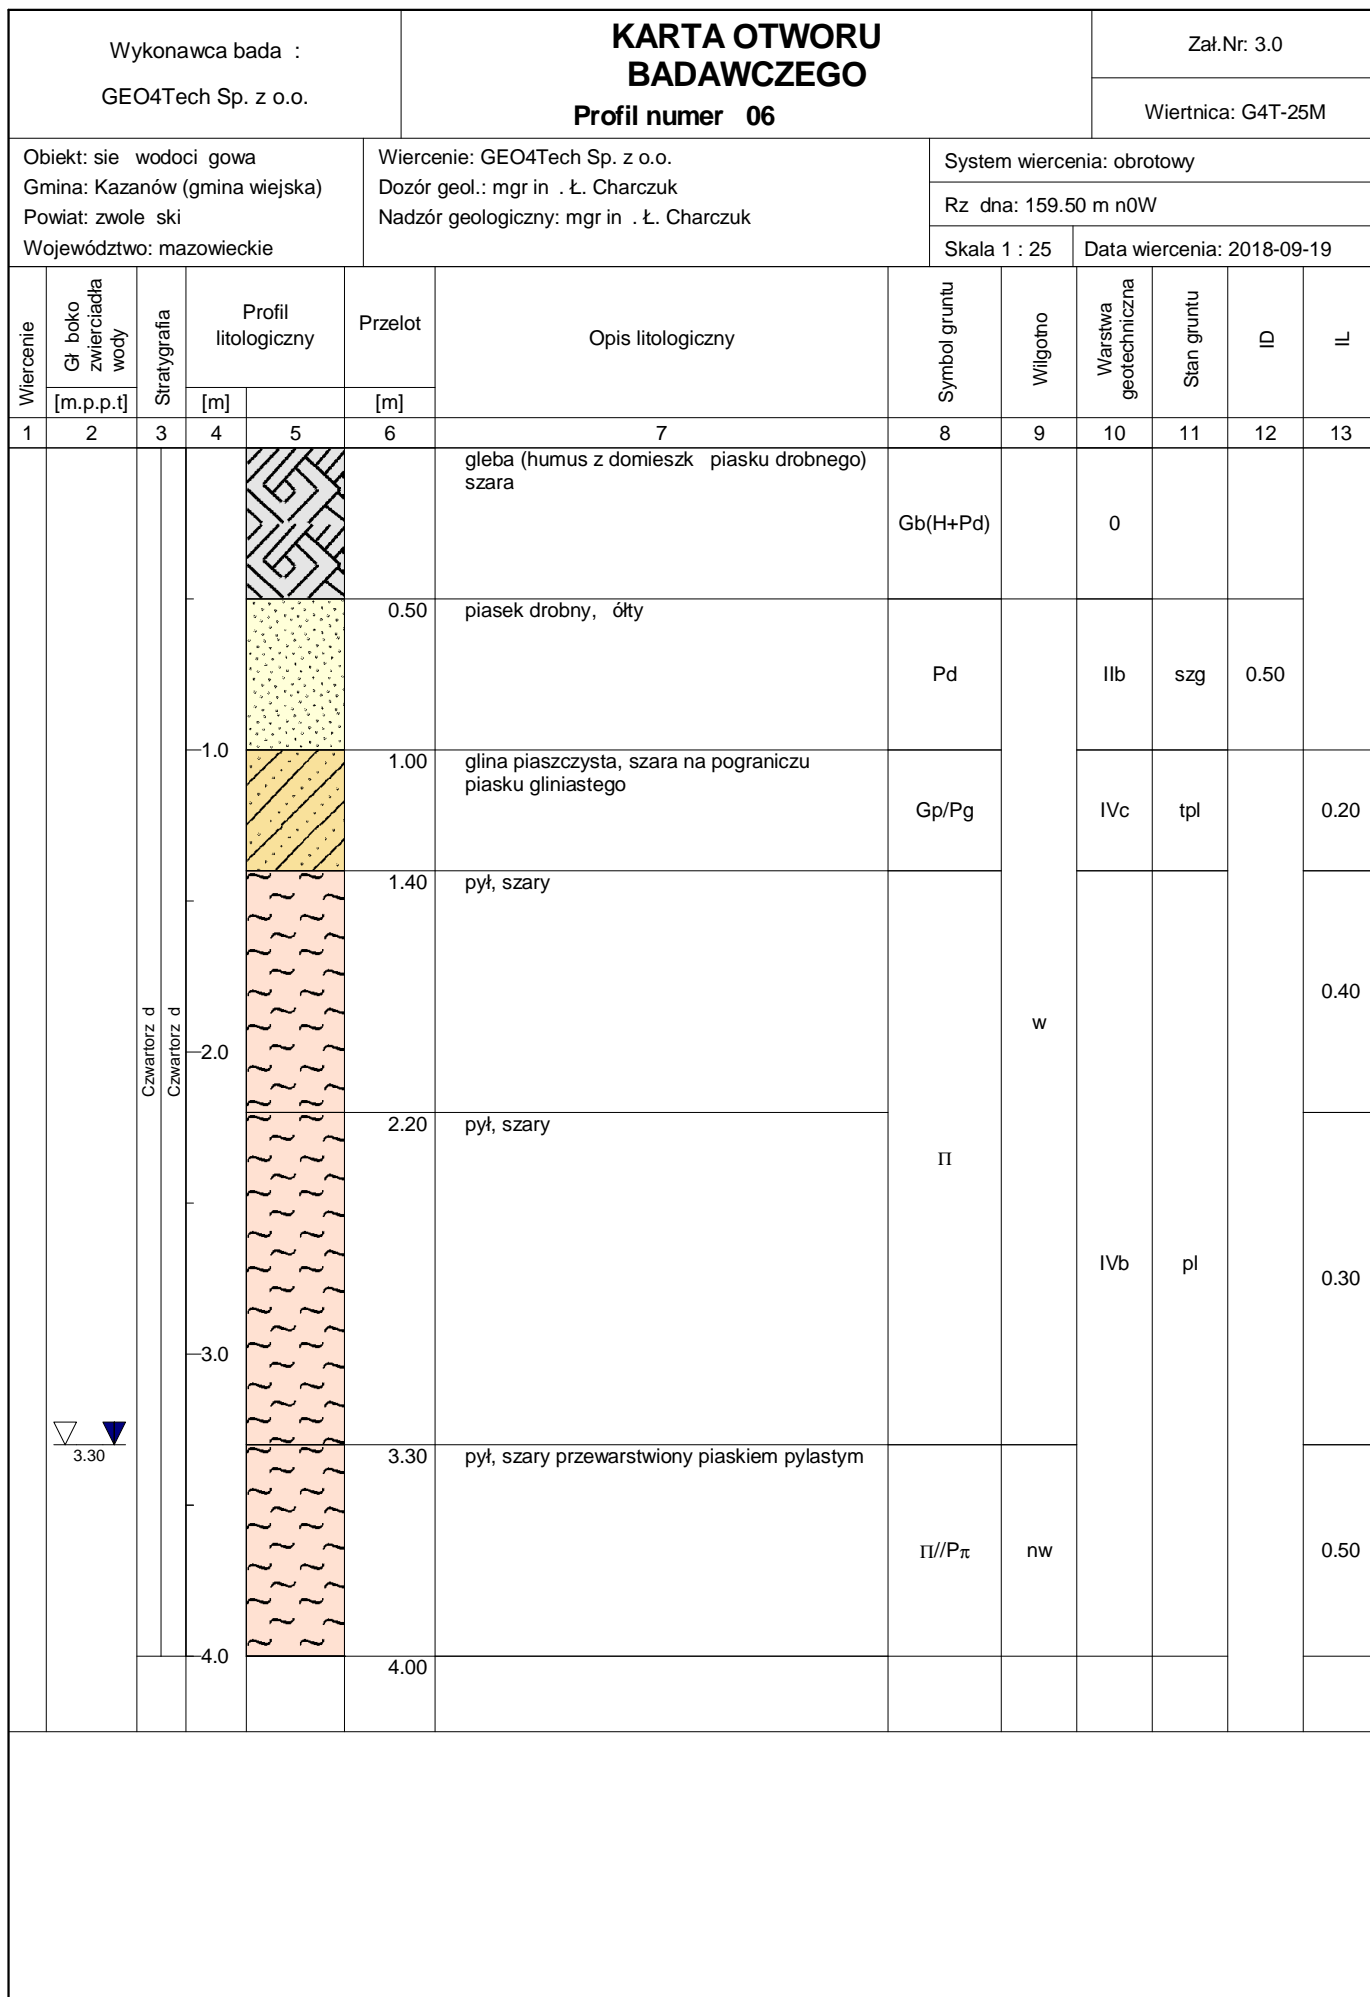 Wykonawca bada :
GEO4Tech Sp. z o.o.
KARTA OTWORU
BADAWCZEGO
Profil numer 06
Zał.Nr: 3.0
Wiertnica: G4T-25M
Obiekt: sie wodoci gowa
Gmina: Kazanów (gmina wiejska)
Powiat: zwole ski
Województwo: mazowieckie
Wiercenie: GEO4Tech Sp. z o.o.
Dozór geol.: mgr in . Ł. Charczuk
Nadzór geologiczny: mgr in . Ł. Charczuk
System wiercenia: obrotowy
Rz dna: 159.50 m n0W
Skala 1 : 25
Data wiercenia: 2018-09-19
Wiercenie
Gł boko
zwierciadła
wody
[m.p.p.t]
Stratygrafia
Profil
litologiczny
[m]
Przelot
[m]
Opis litologiczny
Symbol gruntu
Wilgotno
Warstwa
geotechniczna
Stan gruntu
ID
IL
1 2 3 4 5 6 7 8 9 10 11 12 13
gleba (humus z domieszk piasku drobnego)
szara
Gb(H+Pd) 0
0.50 piasek drobny, ółty
Pd IIb szg 0.50
1.0
1.00 glina piaszczysta, szara na pograniczu
piasku gliniastego
Gp/Pg IVc tpl 0.20
1.40 pył, szary
0.40
w
Czwartorz d
Czwartorz d
2.0
2.20 pył, szary
Π
IVb pl 0.30
3.0
3.30
3.30 pył, szary przewarstwiony piaskiem pylastym
Π//Pπ nw 0.50
4.0
4.00